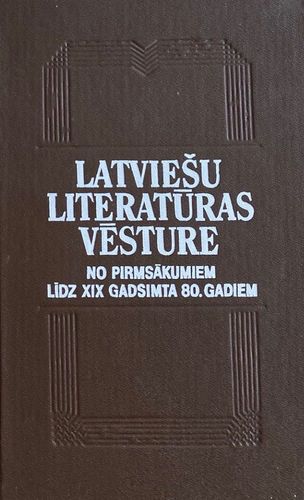 LATVIEŠU
LITERATŪRAS
VĒSTURE
NO PIRMSĀKUMIEM
LĪDZ XIX GADSIMTA 80. GADIEM